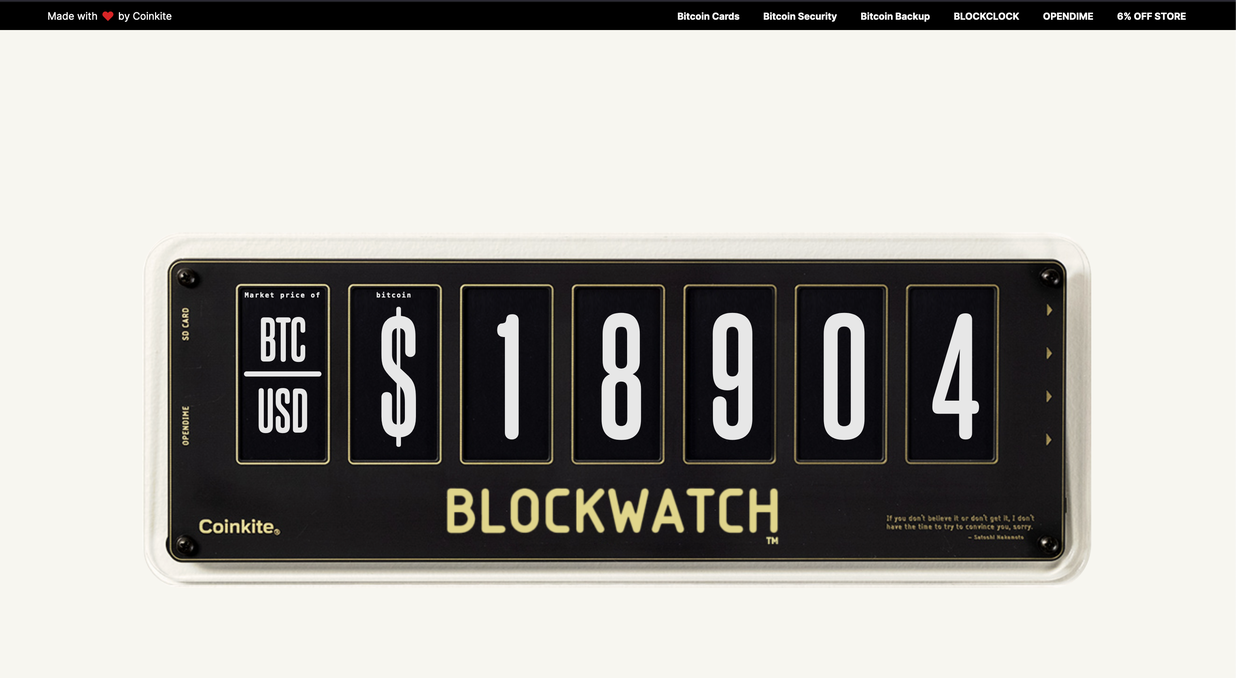 Made with ❤ by Coinkite
Bitcoin Cards Bitcoin Security Bitcoin Backup BLOCKCLOCK OPENDIME 6% OFF STORE
Market price of bitcoin
BTC
USD
$ 1 8 9 0 4
SD CARD
OPENDIME
BLOCKWATCH™
Coinkite®
If you don't believe it or don't get it, I don't
have the time to try to convince you, sorry.
— Satoshi Nakamoto